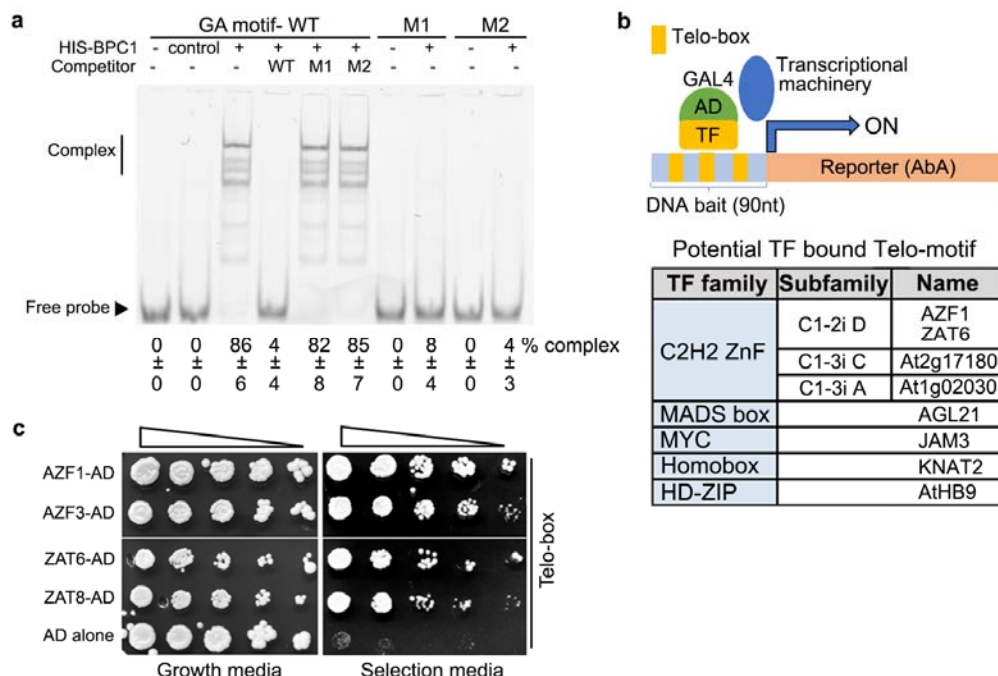 a
GA motif- WT M1 M2
HIS-BPC1 - control + + + + - + - +
Competitor - - - WT M1 M2 - - - -
Complex
Free probe
0 0 86 4 82 85 0 8 0 4 % complex
± ± ± ± ± ± ± ± ± ±
0 0 6 4 8 7 0 4 0 3
b
Telo-box
GAL4
AD
TF
Transcriptional
machinery
ON
Reporter (AbA)
DNA bait (90nt)
Potential TF bound Telo-motif
TF family Subfamily Name
C2H2 ZnF C1-2i D AZF1
ZAT6
C1-3i C At2g17180
C1-3i A At1g02030
MADS box AGL21
MYC JAM3
Homobox KNAT2
HD-ZIP AtHB9
c
AZF1-AD
AZF3-AD
ZAT6-AD
ZAT8-AD
AD alone
Telo-box
Growth media Selection media